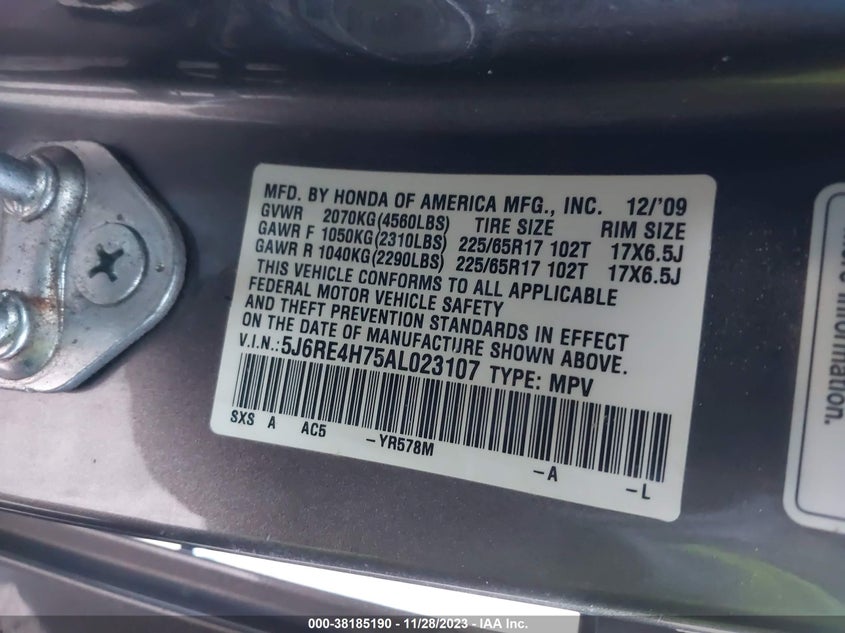 MFD. BY HONDA OF AMERICA MFG., INC. 12/'09
GVWR 2070KG(4560LBS) TIRE SIZE RIM SIZE
GAWR F 1050KG(2310LBS) 225/65R17 102T 17X6.5J
GAWR R 1040KG(2290LBS) 225/65R17 102T 17X6.5J
THIS VEHICLE CONFORMS TO ALL APPLICABLE
FEDERAL MOTOR VEHICLE SAFETY
AND THEFT PREVENTION STANDARDS IN EFFECT
ON THE DATE OF MANUFACTURE SHOWN ABOVE.
V.I.N.:5J6RE4H75AL023107 TYPE: MPV
SXS A AC5 -YR578M -A -L
information.
000-38185190 - 11/28/2023 - IAA Inc.